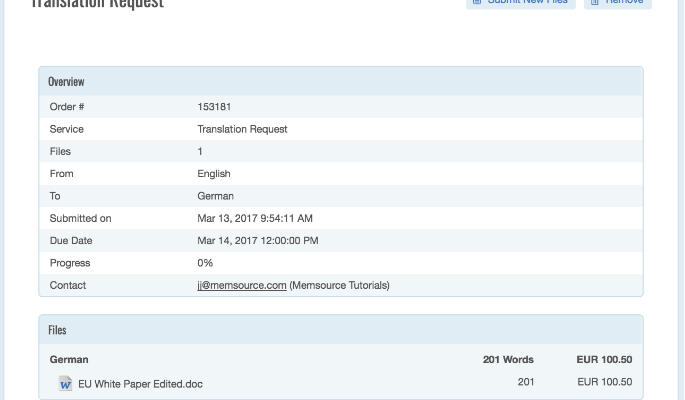 Translation Request
Submit New Files
Remove
Overview
Order # 153181
Service Translation Request
Files 1
From English
To German
Submitted on Mar 13, 2017 9:54:11 AM
Due Date Mar 14, 2017 12:00:00 PM
Progress 0%
Contact jj@memsource.com (Memsource Tutorials)
Files
German 201 Words EUR 100.50
EU White Paper Edited.doc 201 EUR 100.50